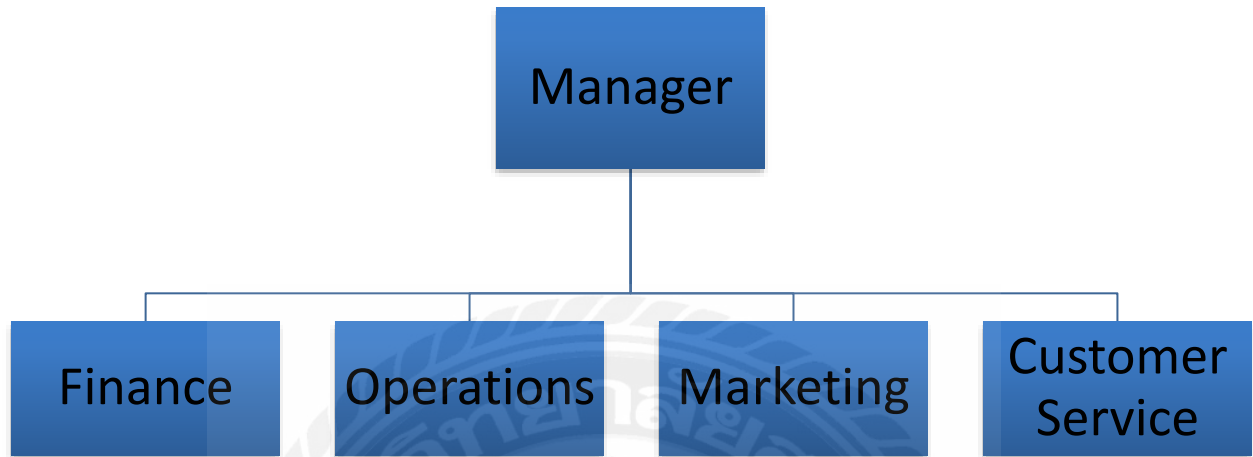 Manager
Finance
Operations
Marketing
Customer
Service